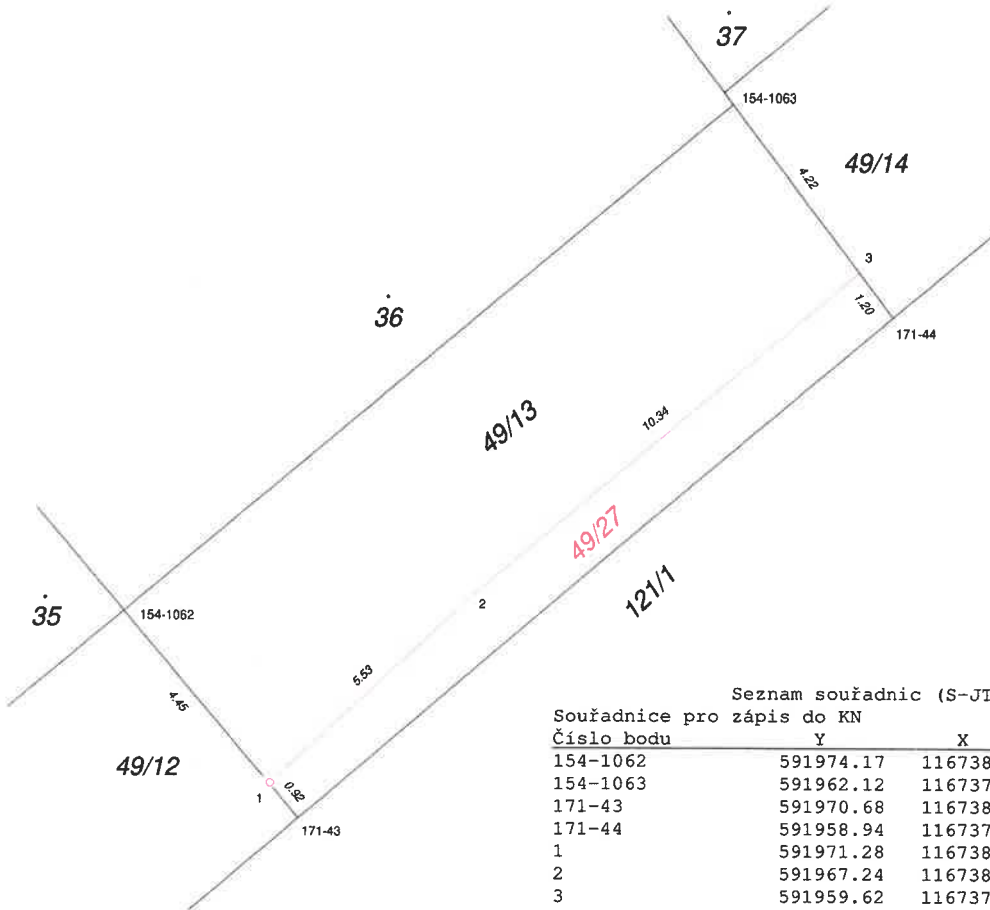 37
154-1063
49/14
4.22
3
1.20
171-44
36
49/13
10.34
49/27
121/1
2
35
154-1062
5.53
4.45
49/12
1
0.92
171-43
Seznam souřadnic (S-JT
Souřadnice pro zápis do KN
Číslo bodu Y X
154-1062 591974.17 116738
154-1063 591962.12 116737
171-43 591970.68 116738
171-44 591958.94 116737
1 591971.28 116738
2 591967.24 116738
3 591959.62 116737